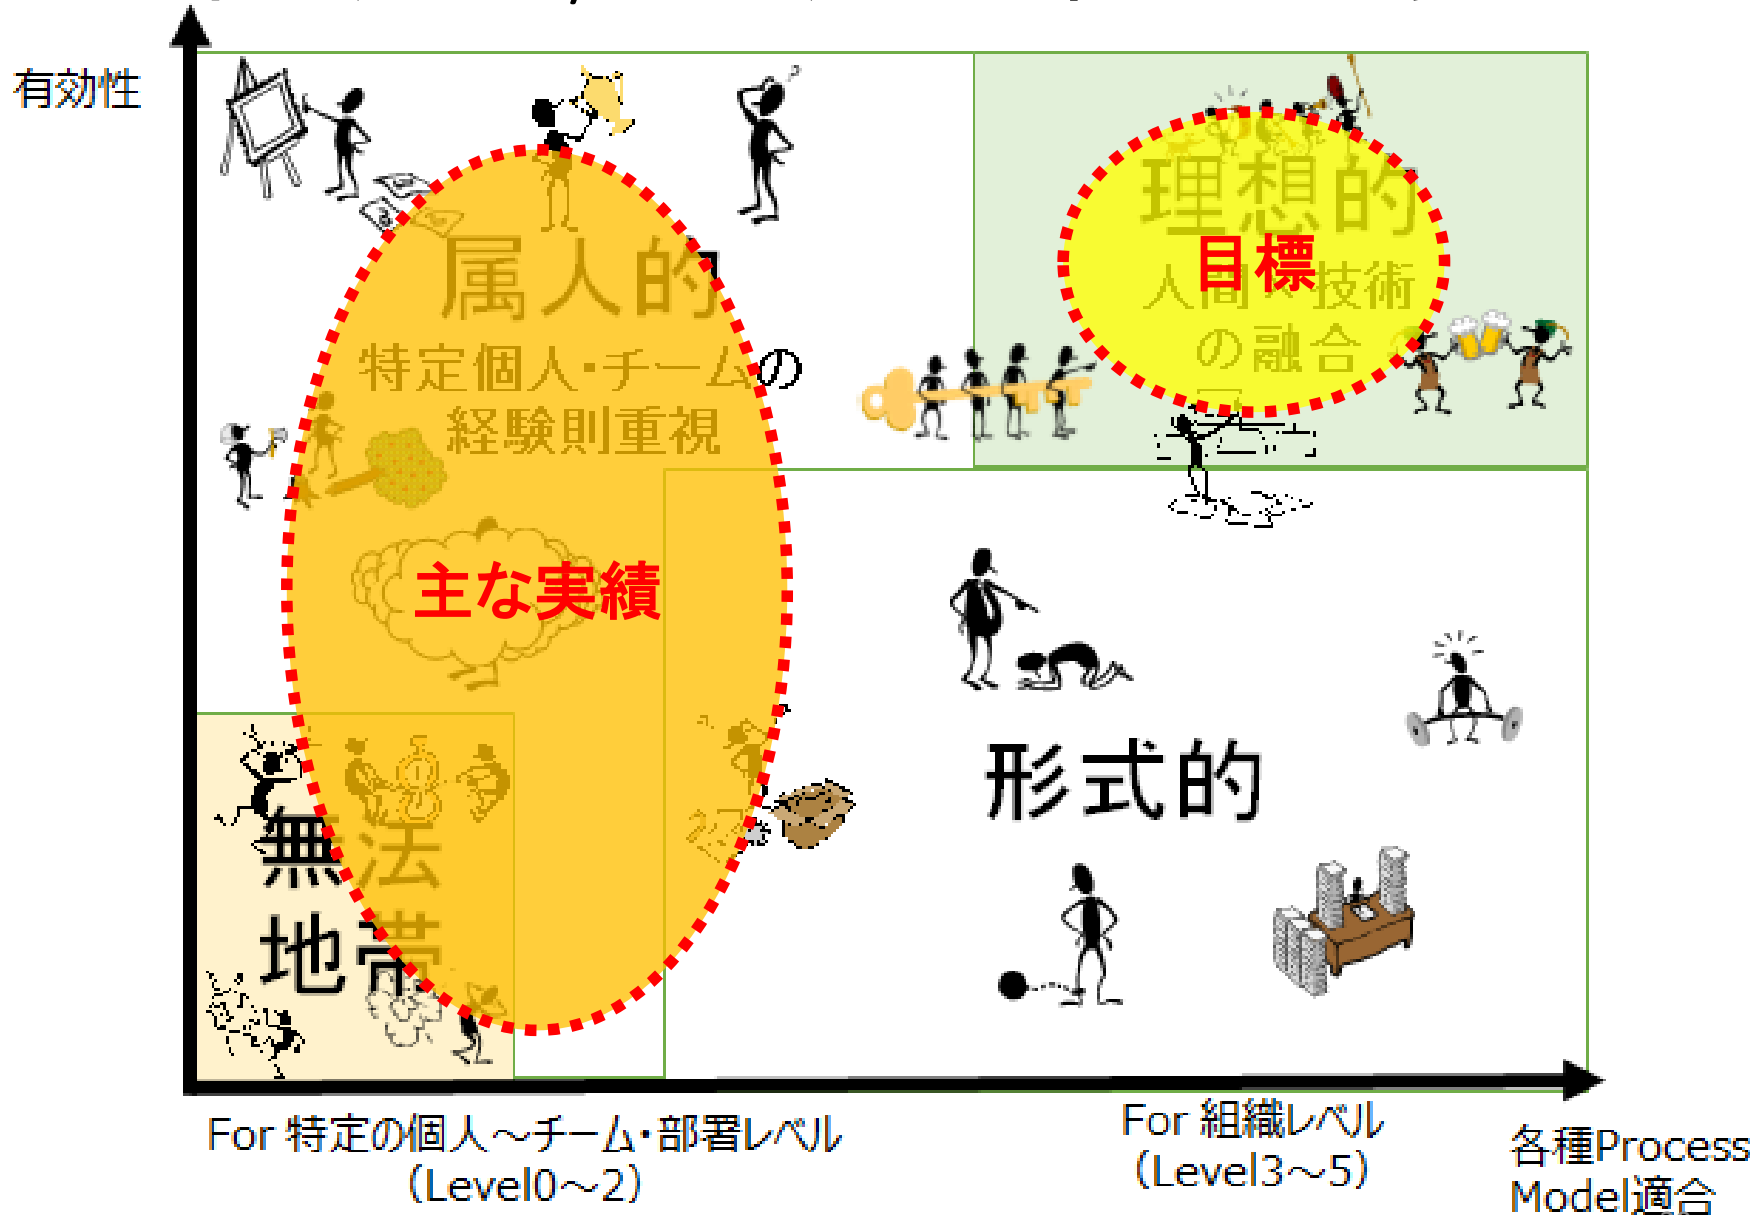 有効性
理想的
目標
人間×技術
の融合
属人的
特定個人・チームの
経験則重視
主な実績
形式的
無法
地帯
For 特定の個人~チーム・部署レベル
(Level0~2)
For 組織レベル
(Level3~5)
各種Process
Model適合